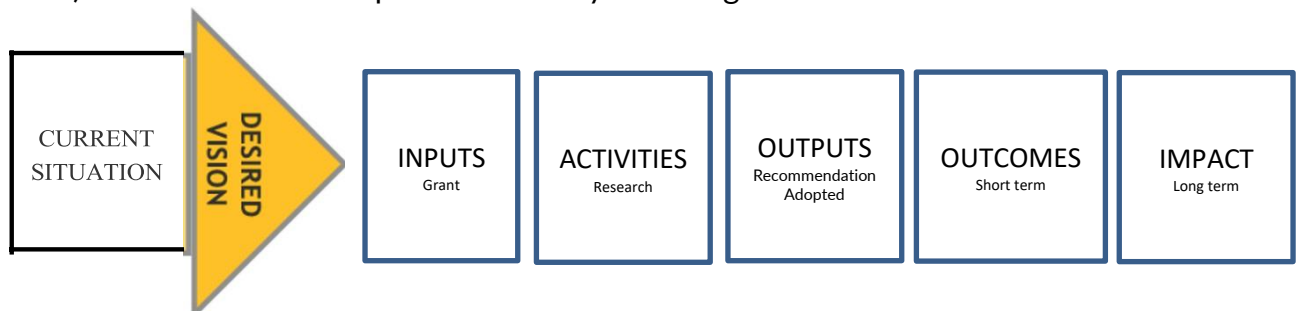 CURRENT
SITUATION
DESIRED
VISION
INPUTS
Grant
ACTIVITIES
Research
OUTPUTS
Recommendation
Adopted
OUTCOMES
Short term
IMPACT
Long term